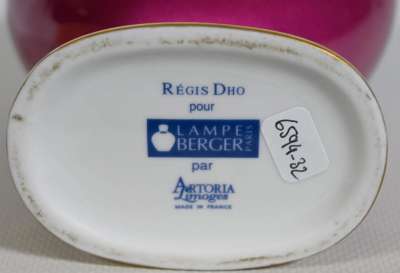 RÉGIS DHO
pour
LAMPE
BERGER
PARIS
par
ARTORIA
Limoges
MADE IN FRANCE
6594-32